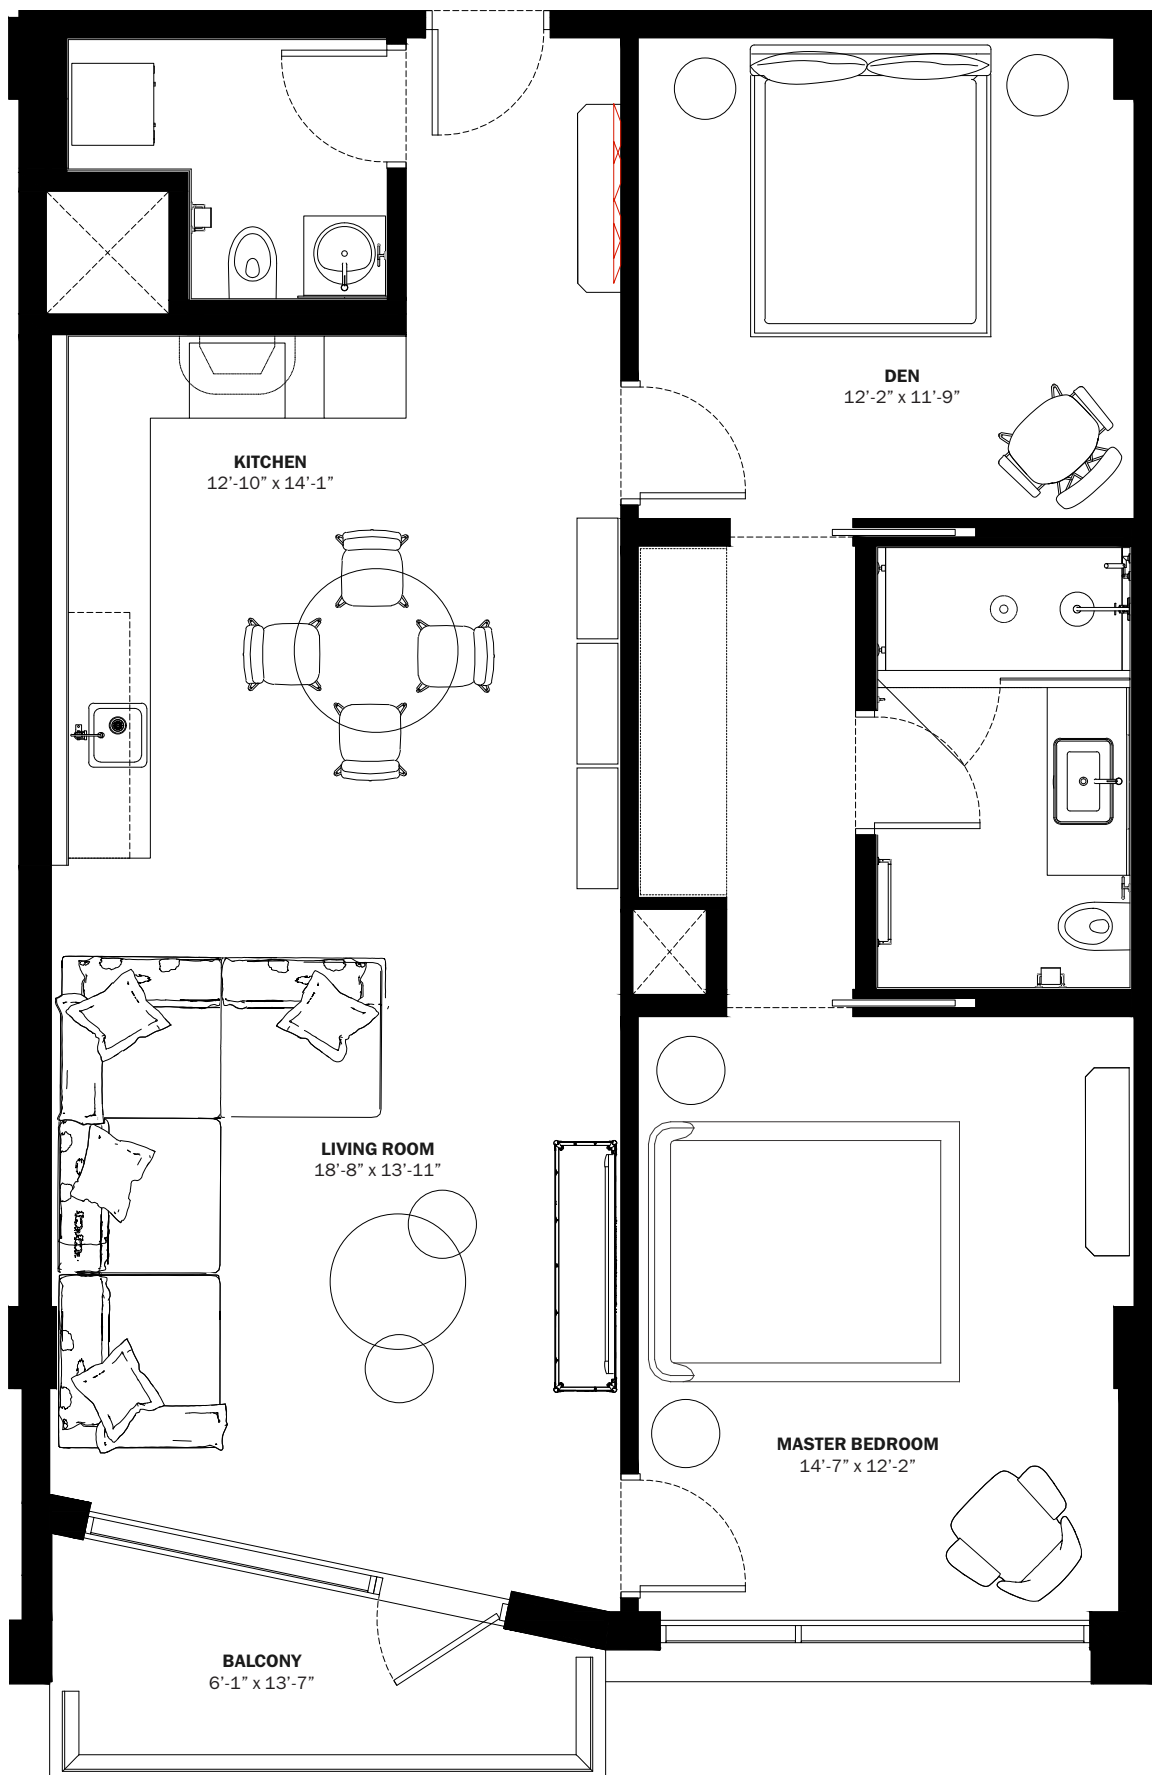 DEN
12'-2” x 11'-9”
KITCHEN
12'-10” x 14'-1”
LIVING ROOM
18'-8” x 13'-11”
MASTER BEDROOM
14'-7” x 12'-2”
BALCONY
6'-1” x 13'-7”